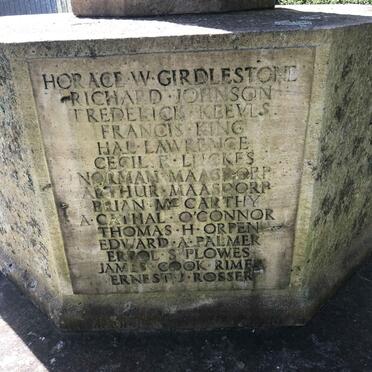 HORACE·W·GIRDLESTONE
RICHARD·JOHNSON
FREDERICK·REEVES
FRANCIS·KING
HAL·LAWRENCE
CECIL·F·LUCKES
NORMAN·MAASDORP
ARTHUR·MAASDORP
BRIAN·McCARTHY
A·CATHAL·O'CONNOR
THOMAS·H·ORPEN
EDWARD·A·PALMER
ERROL·S·PLOWES
JAMES·COOK·RIMER
ERNEST·J·ROSSER